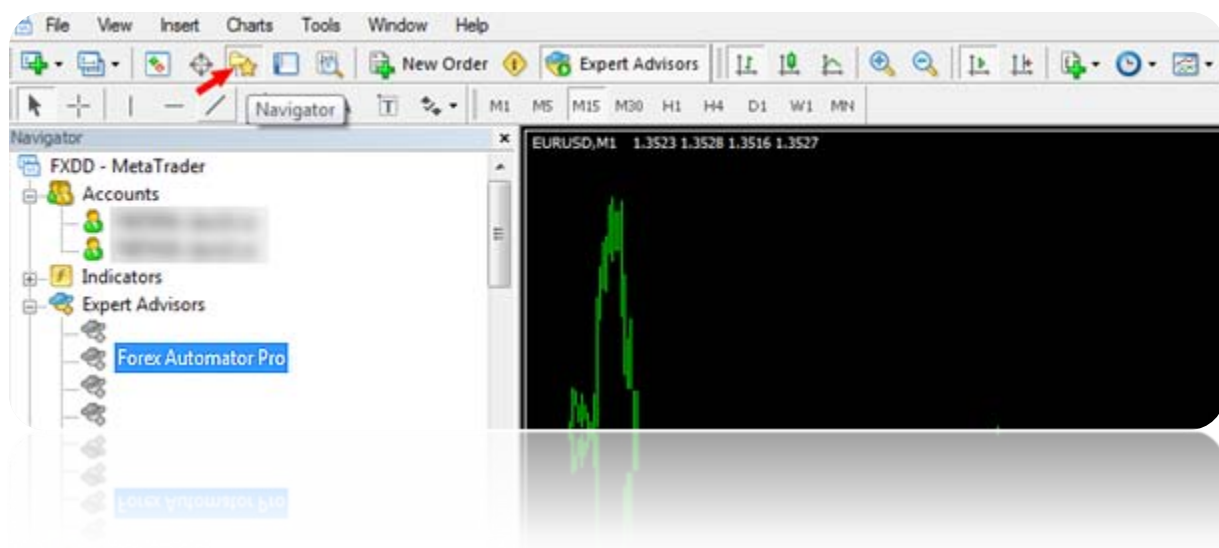 File View Insert Charts Tools Window Help
New Order Expert Advisors
Navigator M1 M5 M15 M30 H1 H4 D1 W1 MN
Navigator
EURUSD,M1 1.3523 1.3528 1.3516 1.3527
FXDD - MetaTrader
Accounts
Indicators
Expert Advisors
Forex Automator Pro